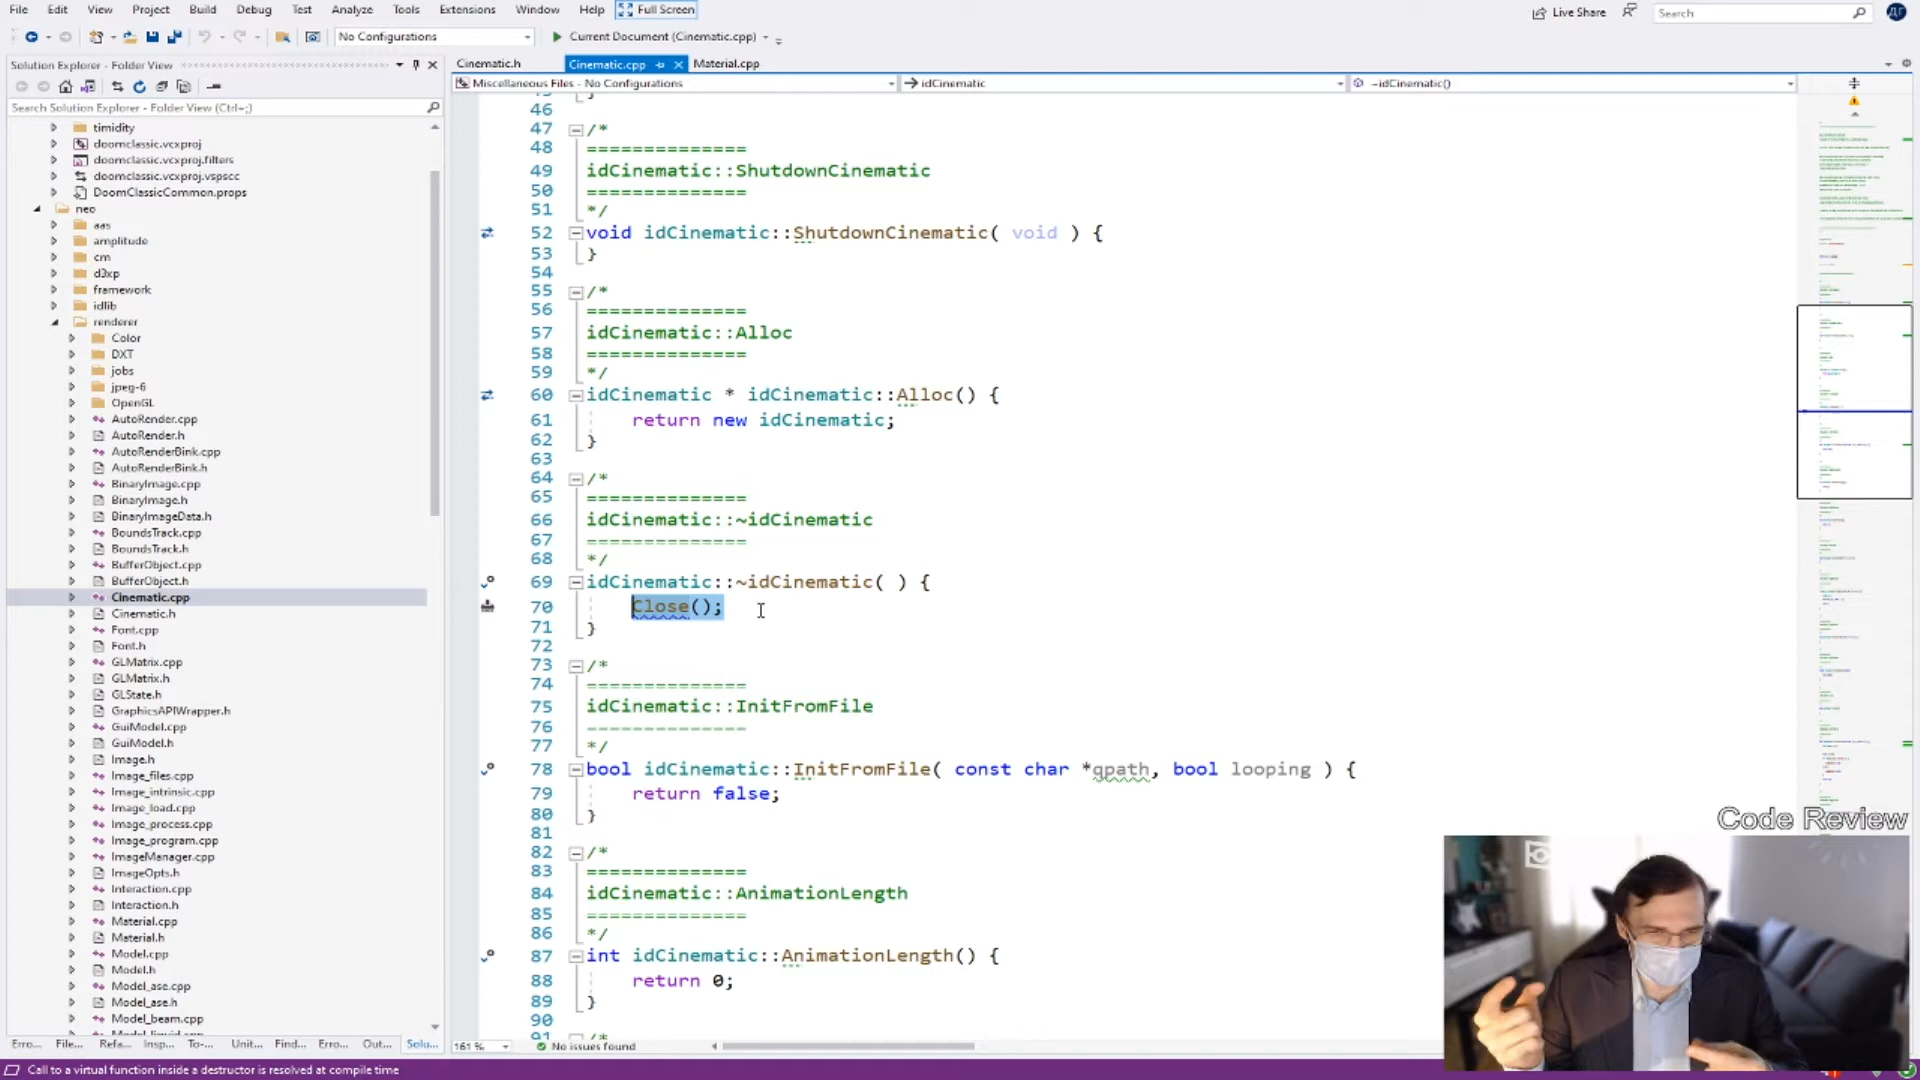 File Edit View Project Build Debug Test Analyze Tools Extensions Window Help Full Screen Live Share Search
No Configurations Current Document (Cinematic.cpp)
Solution Explorer - Folder View
Search Solution Explorer - Folder View (Ctrl+;)
timidity
doomclassic.vcxproj
doomclassic.vcxproj.filters
doomclassic.vcxproj.vspscc
DoomClassicCommon.props
neo
aas
amplitude
cm
d3xp
framework
idlib
renderer
Color
DXT
jobs
jpeg-6
OpenGL
AutoRender.cpp
AutoRender.h
AutoRenderBink.cpp
AutoRenderBink.h
BinaryImage.cpp
BinaryImage.h
BinaryImageData.h
BoundsTrack.cpp
BoundsTrack.h
BufferObject.cpp
BufferObject.h
Cinematic.cpp
Cinematic.h
Font.cpp
Font.h
GLMatrix.cpp
GLMatrix.h
GLState.h
GraphicsAPIWrapper.h
GuiModel.cpp
GuiModel.h
Image.h
Image_files.cpp
Image_intrinsic.cpp
Image_load.cpp
Image_process.cpp
Image_program.cpp
ImageManager.cpp
ImageOpts.h
Interaction.cpp
Interaction.h
Material.cpp
Material.h
Model.cpp
Model.h
Model_ase.cpp
Model_ase.h
Model_beam.cpp
Erro... File... Refa... Insp... To-... Unit... Find... Erro... Out... Solu...
Cinematic.h Cinematic.cpp Material.cpp
Miscellaneous Files - No Configurations idCinematic ~idCinematic()
46
47 /*
48 ==============
49 idCinematic::ShutdownCinematic
50 ==============
51 */
52 void idCinematic::ShutdownCinematic( void ) {
53 }
54
55 /*
56 ==============
57 idCinematic::Alloc
58 ==============
59 */
60 idCinematic * idCinematic::Alloc() {
61 return new idCinematic;
62 }
63
64 /*
65 ==============
66 idCinematic::~idCinematic
67 ==============
68 */
69 idCinematic::~idCinematic( ) {
70 Close();
71 }
72
73 /*
74 ==============
75 idCinematic::InitFromFile
76 ==============
77 */
78 bool idCinematic::InitFromFile( const char *qpath, bool looping ) {
79 return false;
80 }
81
82 /*
83 ==============
84 idCinematic::AnimationLength
85 ==============
86 */
87 int idCinematic::AnimationLength() {
88 return 0;
89 }
90
91 /*
161 % No issues found
Code Review
Call to a virtual function inside a destructor is resolved at compile time